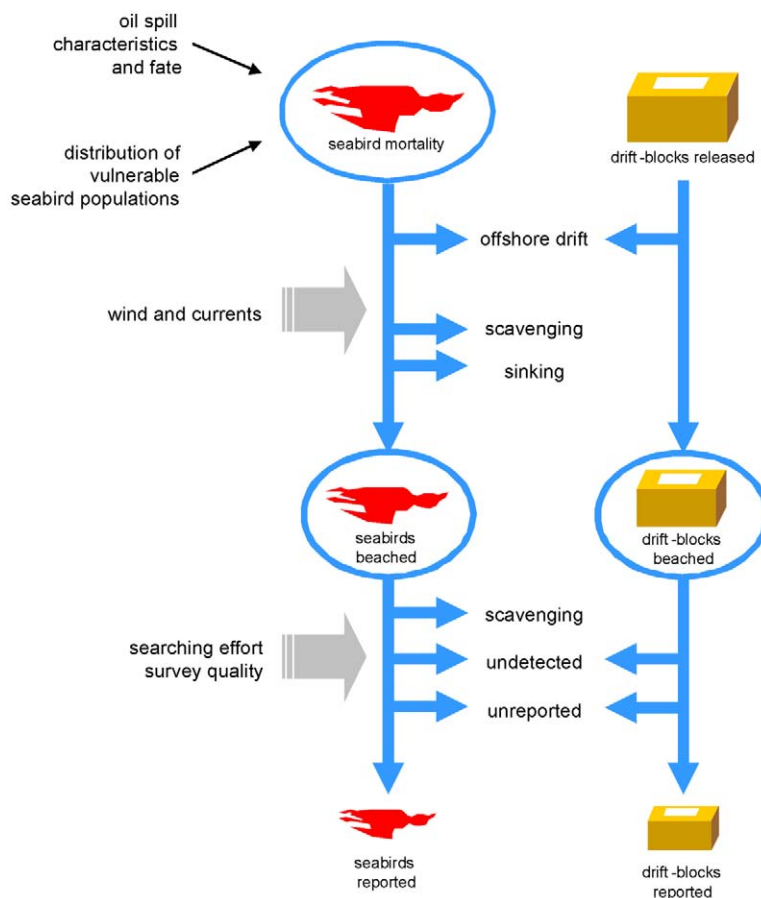 oil spill
characteristics
and fate
seabird mortality
drift-blocks released
distribution of
vulnerable
seabird populations
offshore drift
wind and currents
scavenging
sinking
seabirds
beached
drift-blocks
beached
scavenging
searching effort
survey quality
undetected
unreported
seabirds
reported
drift-blocks
reported